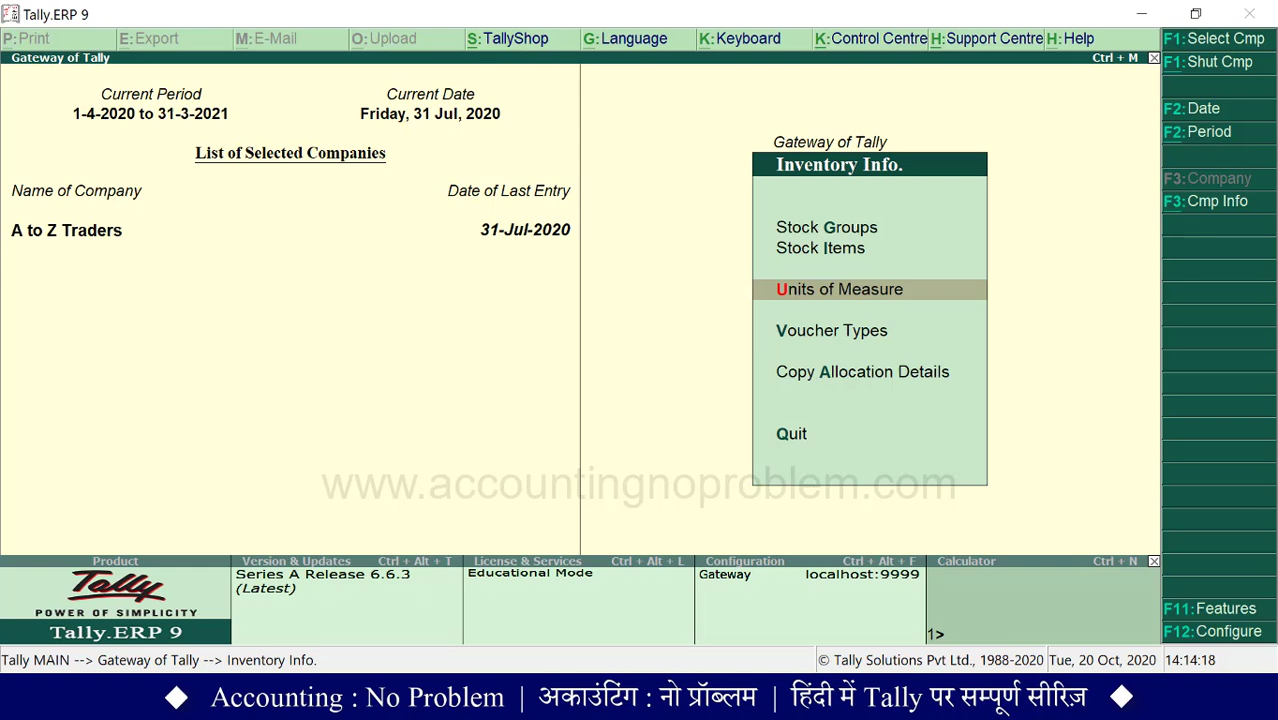 Tally.ERP 9
P: Print E: Export M: E-Mail O: Upload S: TallyShop G: Language K: Keyboard K: Control Centre H: Support Centre H: Help
Gateway of Tally Ctrl + M
Current Period Current Date
1-4-2020 to 31-3-2021 Friday, 31 Jul, 2020
List of Selected Companies
Name of Company Date of Last Entry
A to Z Traders 31-Jul-2020
Gateway of Tally
Inventory Info.
Stock Groups
Stock Items
Units of Measure
Voucher Types
Copy Allocation Details
Quit
www.accountingnoproblem.com
F1: Select Cmp
F1: Shut Cmp
F2: Date
F2: Period
F3: Company
F3: Cmp Info
F11: Features
F12: Configure
Product Version & Updates Ctrl + Alt + T License & Services Ctrl + Alt + L Configuration Ctrl + Alt + F Calculator Ctrl + N
Tally
POWER OF SIMPLICITY
Tally.ERP 9
Series A Release 6.6.3
(Latest)
Educational Mode
Gateway localhost:9999
1>
Tally MAIN --> Gateway of Tally --> Inventory Info. © Tally Solutions Pvt Ltd., 1988-2020 Tue, 20 Oct, 2020 14:14:18
Accounting : No Problem | अकाउंटिंग : नो प्रॉब्लम | हिंदी में Tally पर सम्पूर्ण सीरिज़